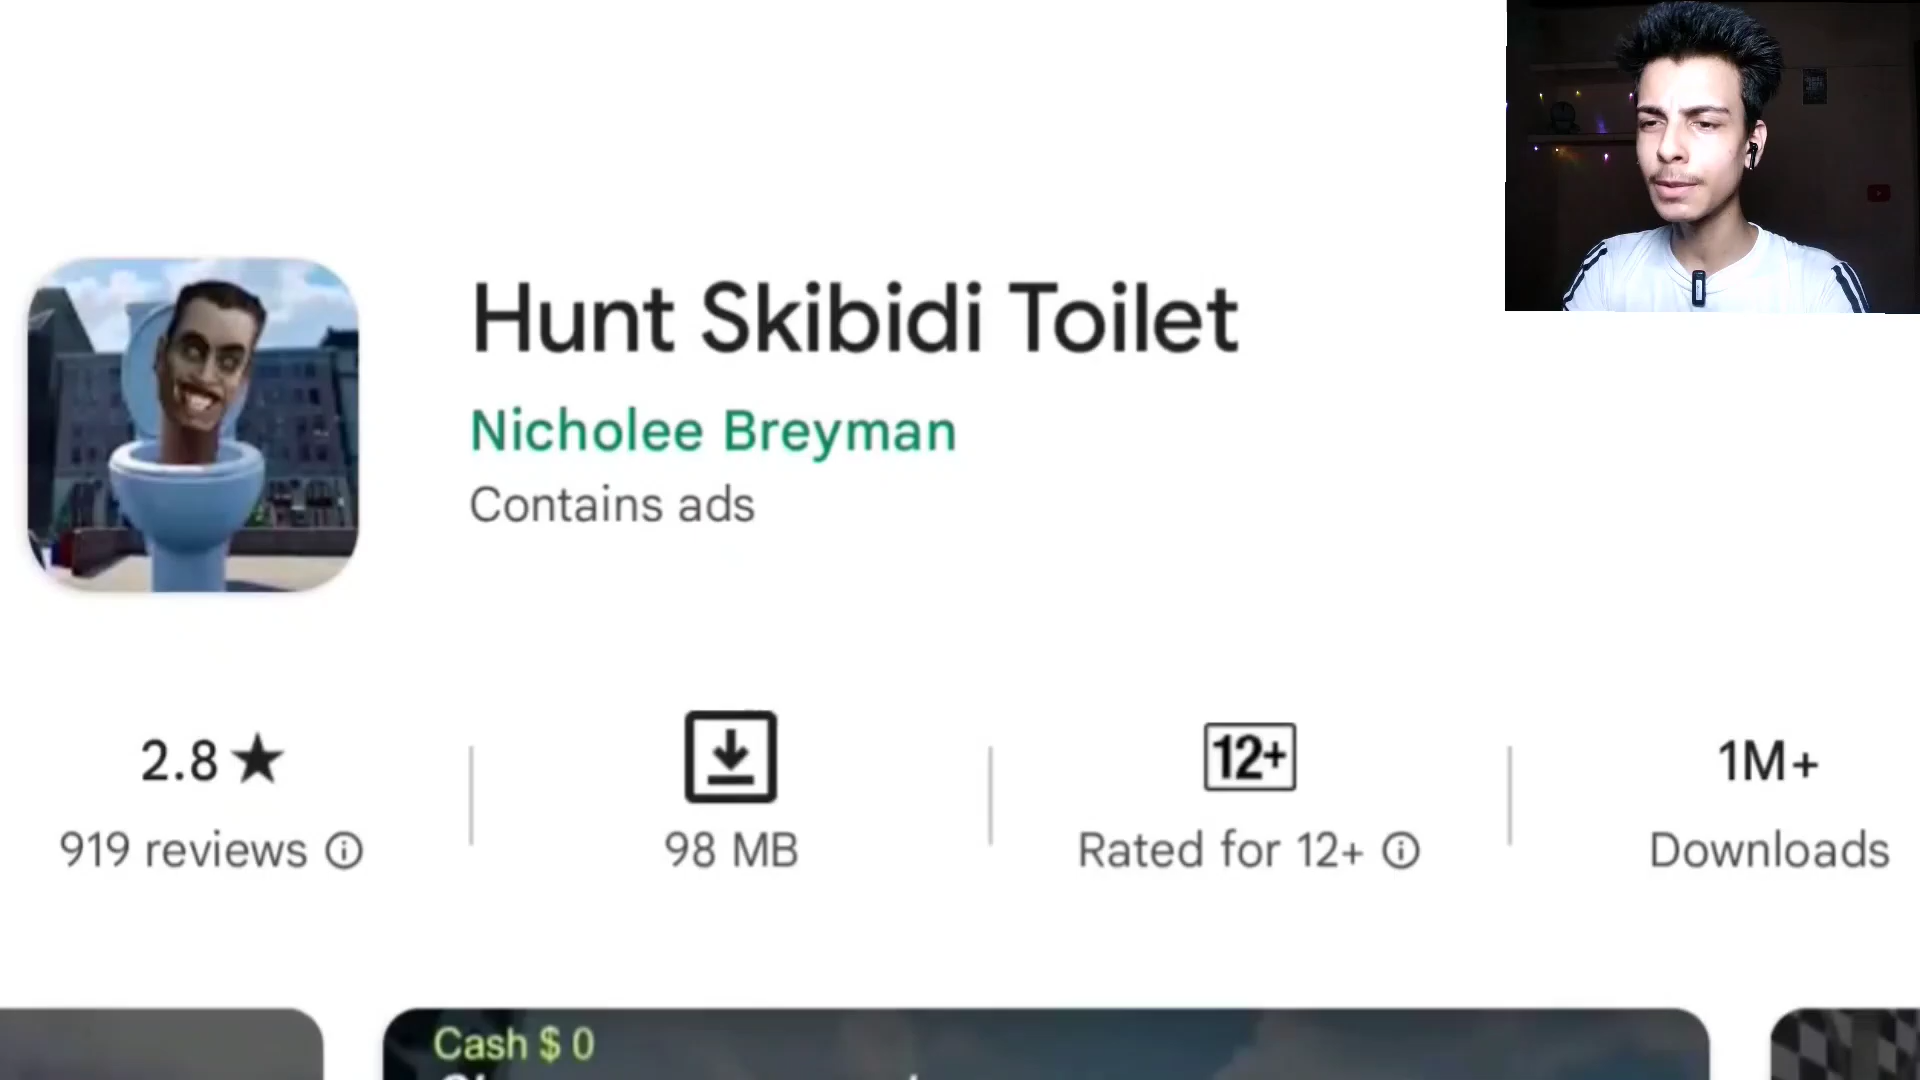 Hunt Skibidi Toilet
Nicholee Breyman
Contains ads
2.8★
919 reviews
98 MB
12+
Rated for 12+
1M+
Downloads
Cash $ 0